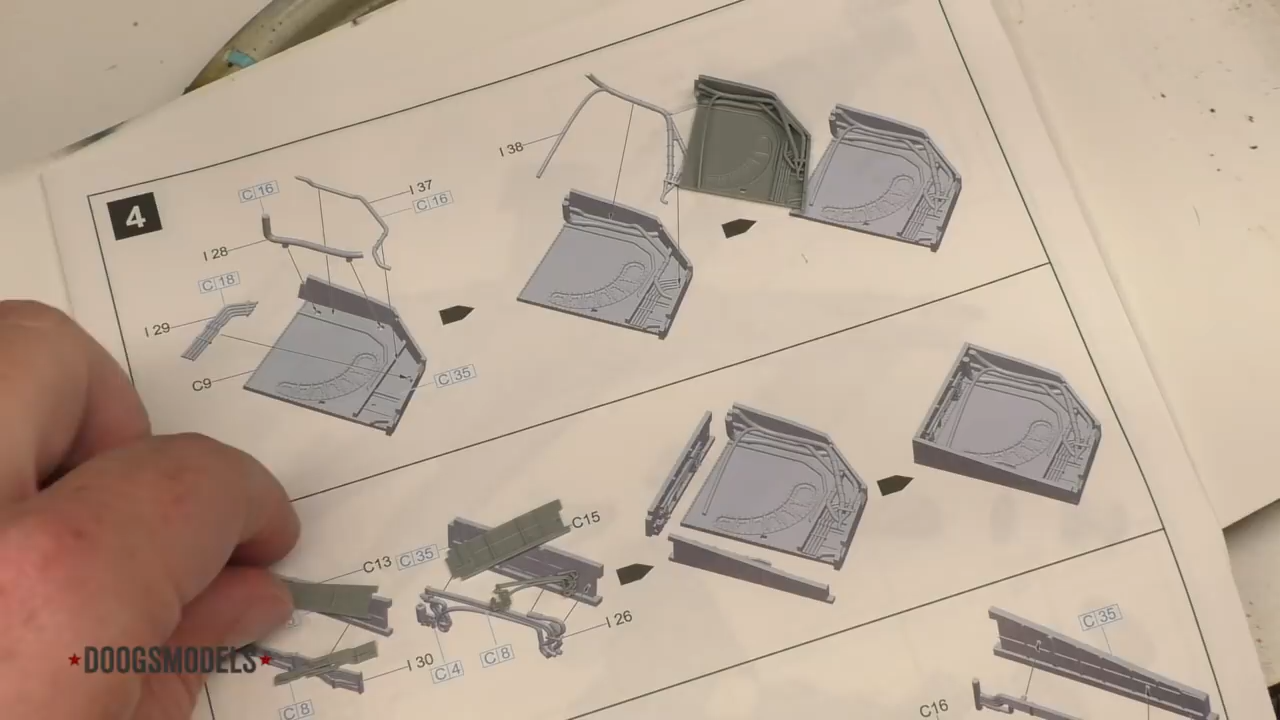 4
C 16
I 37
C 16
I 38
I 28
C 18
I 29
C9
C 35
C15
C13
C 35
I 26
I 30
C 4
C 8
C 8
C 35
C16
★DOOGSMODELS★